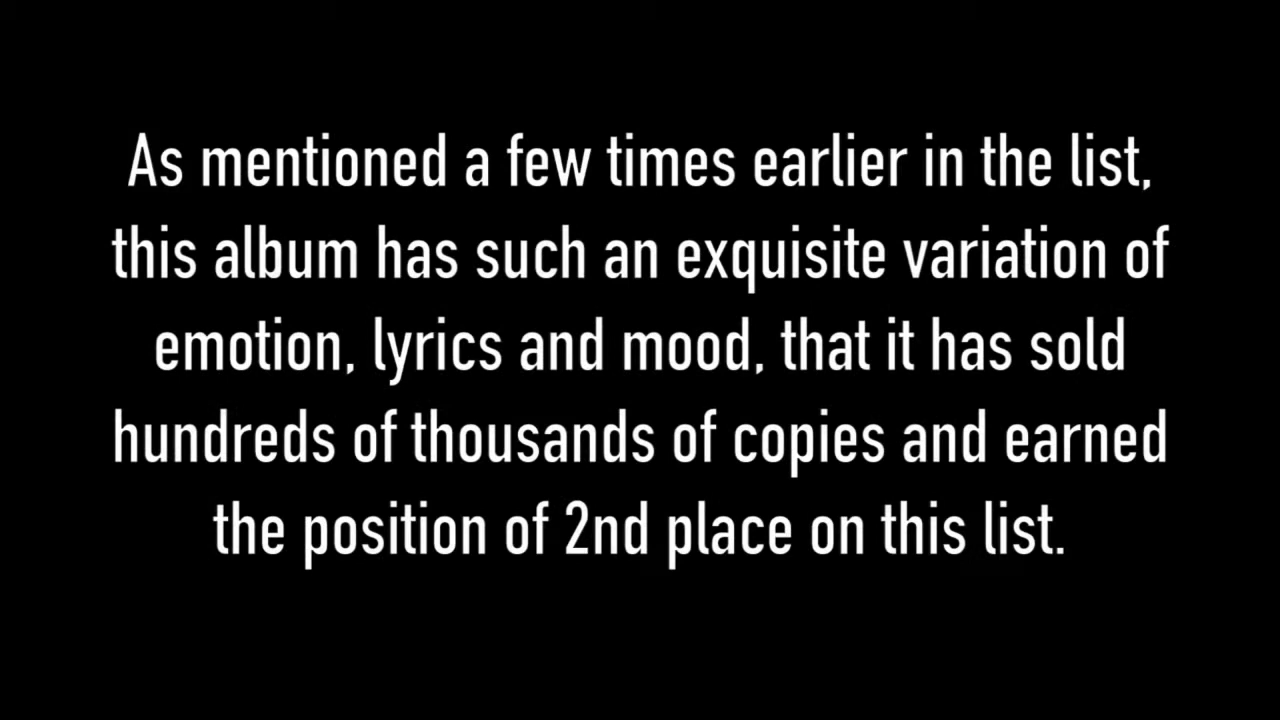 As mentioned a few times earlier in the list,
this album has such an exquisite variation of
emotion, lyrics and mood, that it has sold
hundreds of thousands of copies and earned
the position of 2nd place on this list.